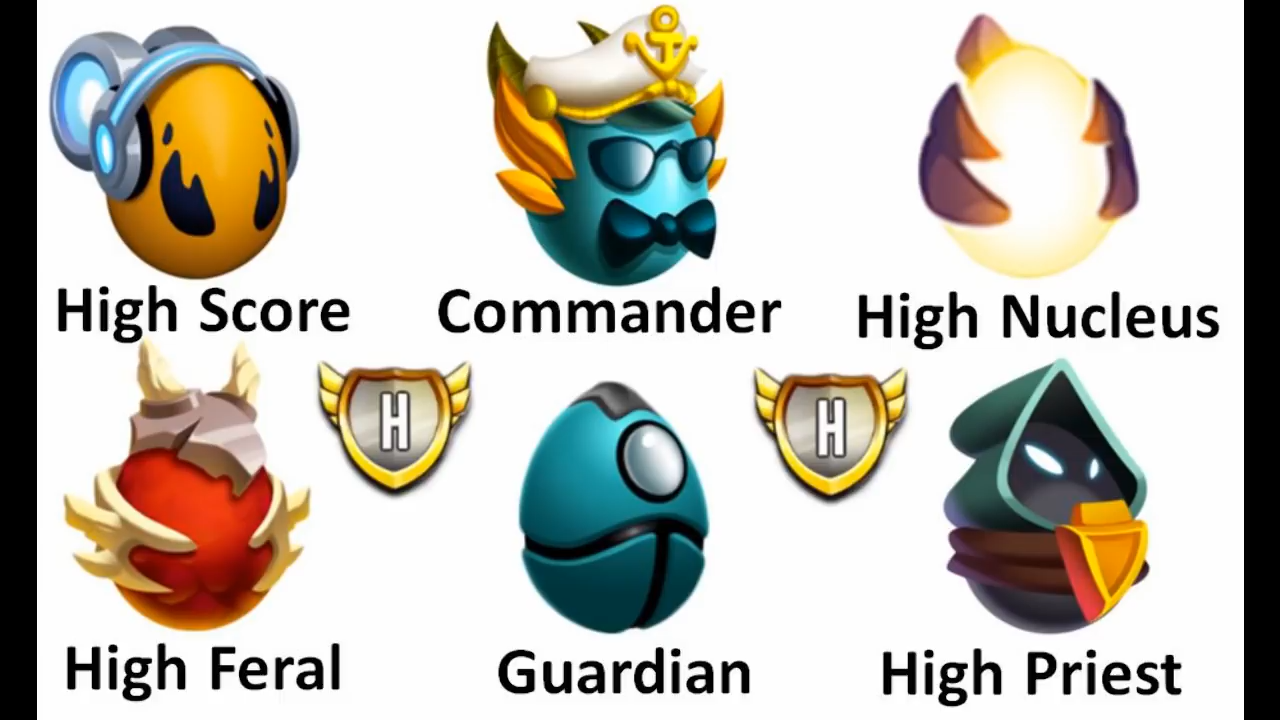 High Score
Commander
High Nucleus
H
H
High Feral
Guardian
High Priest